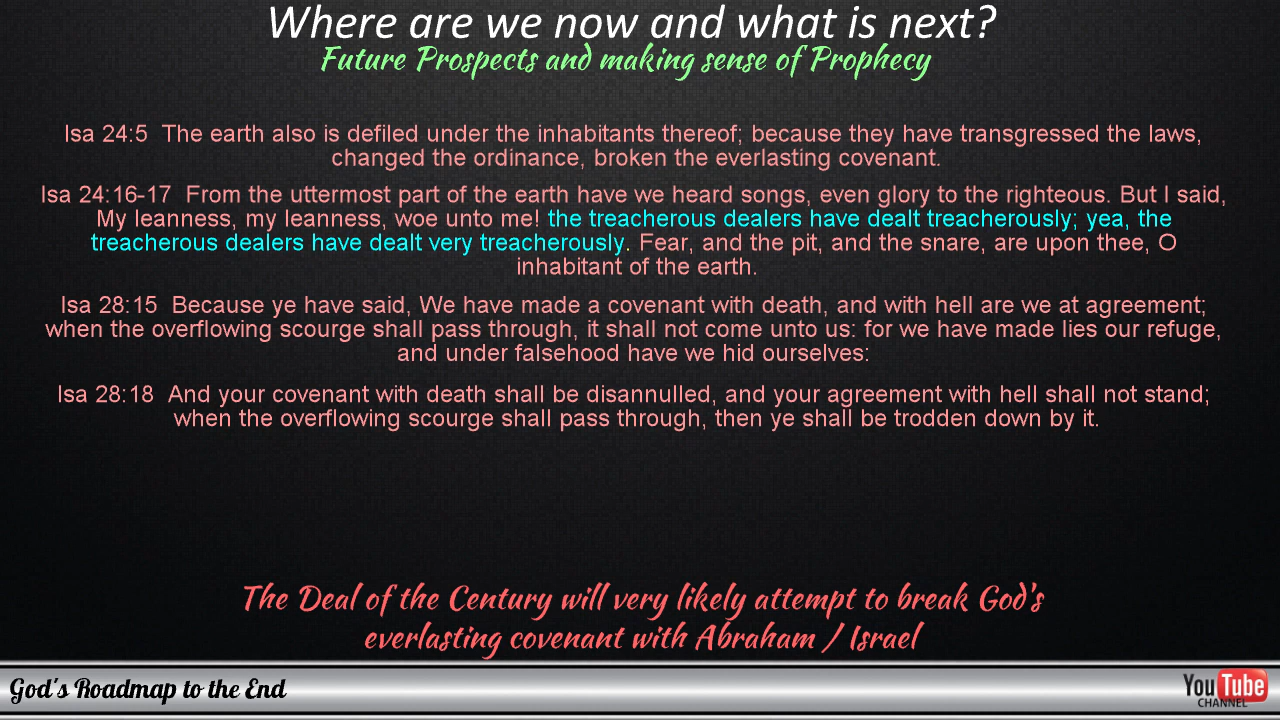 Where are we now and what is next?
Future Prospects and making sense of Prophecy
Isa 24:5  The earth also is defiled under the inhabitants thereof; because they have transgressed the laws,
changed the ordinance, broken the everlasting covenant.
Isa 24:16-17  From the uttermost part of the earth have we heard songs, even glory to the righteous. But I said,
My leanness, my leanness, woe unto me! the treacherous dealers have dealt treacherously; yea, the
treacherous dealers have dealt very treacherously. Fear, and the pit, and the snare, are upon thee, O
inhabitant of the earth.
Isa 28:15  Because ye have said, We have made a covenant with death, and with hell are we at agreement;
when the overflowing scourge shall pass through, it shall not come unto us: for we have made lies our refuge,
and under falsehood have we hid ourselves:
Isa 28:18  And your covenant with death shall be disannulled, and your agreement with hell shall not stand;
when the overflowing scourge shall pass through, then ye shall be trodden down by it.
The Deal of the Century will very likely attempt to break God's
everlasting covenant with Abraham / Israel
God's Roadmap to the End
YouTube
CHANNEL